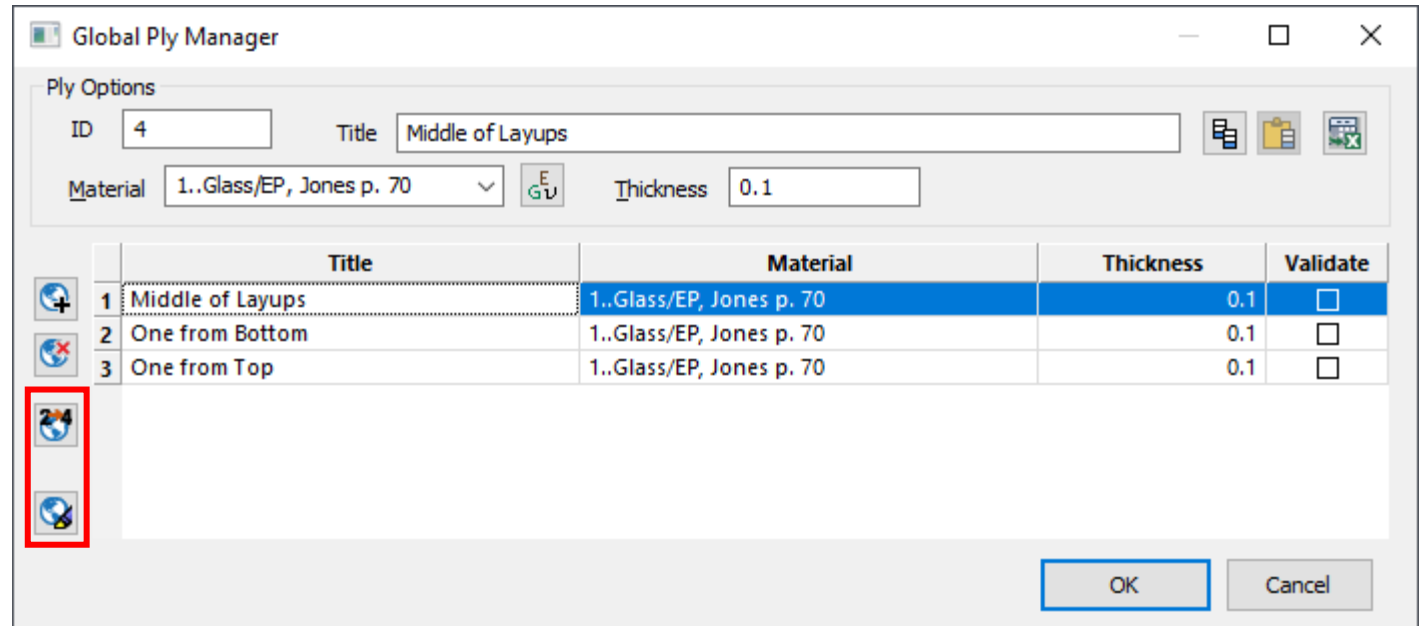 Global Ply Manager
Ply Options
ID 4 Title Middle of Layups
Material 1..Glass/EP, Jones p. 70 E G υ Thickness 0.1
Title Material Thickness Validate
1 Middle of Layups 1..Glass/EP, Jones p. 70 0.1
2 One from Bottom 1..Glass/EP, Jones p. 70 0.1
3 One from Top 1..Glass/EP, Jones p. 70 0.1
2 4
OK Cancel